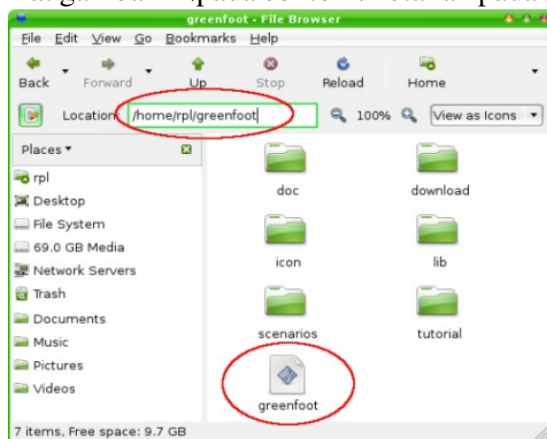 greenfoot - File Browser
File Edit View Go Bookmarks Help
Back Forward Up Stop Reload Home
Location: /home/rpl/greenfoot 100% View as Icons
Places
rpl
Desktop
File System
69.0 GB Media
Network Servers
Trash
Documents
Music
Pictures
Videos
doc download
icon lib
scenarios tutorial
greenfoot
7 items, Free space: 9.7 GB